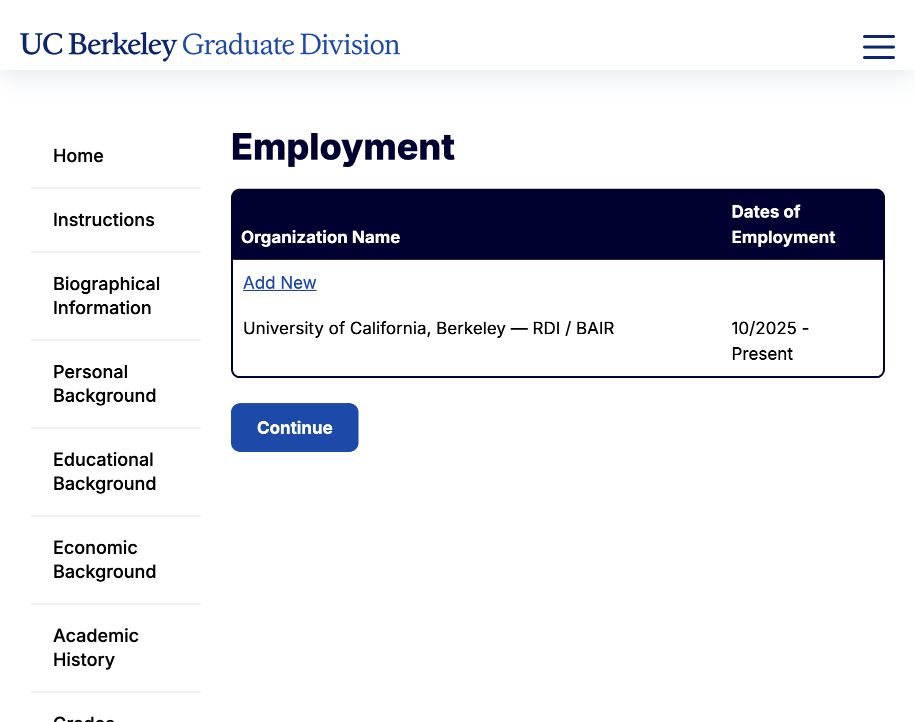 UC Berkeley Graduate Division
Home
Instructions
Biographical
Information
Personal
Background
Educational
Background
Economic
Background
Academic
History
Grades
Employment
Organization Name
Dates of
Employment
Add New
University of California, Berkeley — RDI / BAIR
10/2025 -
Present
Continue